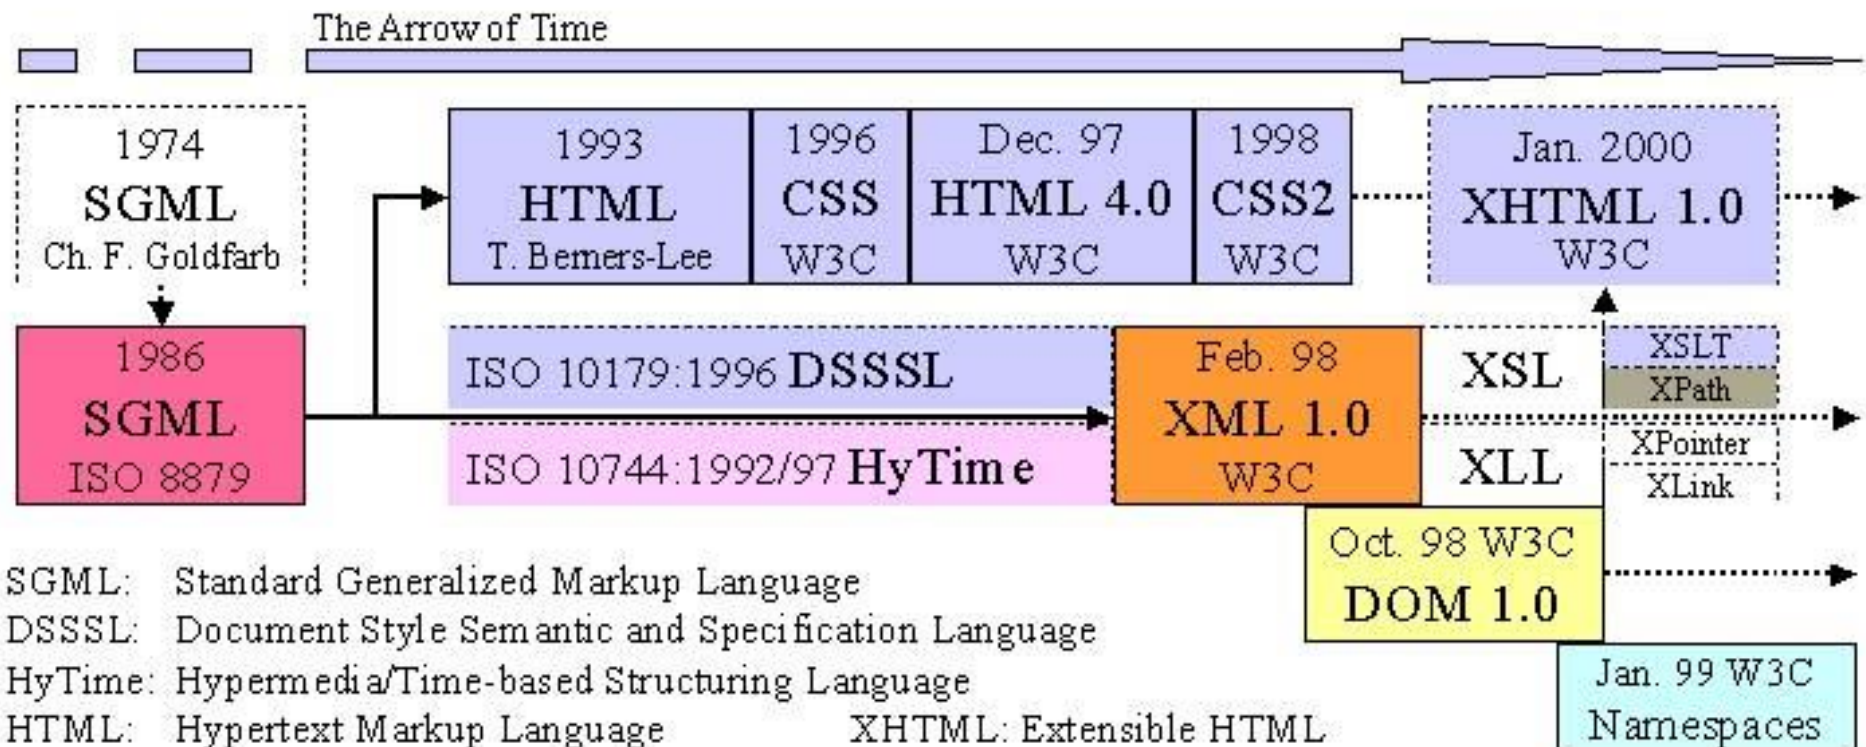 The Arrow of Time
1974
SGML
Ch. F. Goldfarb
1993
HTML
T. Berners-Lee
1996
CSS
W3C
Dec. 97
HTML 4.0
W3C
1998
CSS2
W3C
Jan. 2000
XHTML 1.0
W3C
1986
SGML
ISO 8879
ISO 10179:1996 DSSSL
ISO 10744:1992/97 HyTime
Feb. 98
XML 1.0
W3C
XSL
XLL
XSLT
XPath
XPointer
XLink
Oct. 98 W3C
DOM 1.0
Jan. 99 W3C
Namespaces
SGML: Standard Generalized Markup Language
DSSSL: Document Style Semantic and Specification Language
HyTime: Hypermedia/Time-based Structuring Language
HTML: Hypertext Markup Language
XHTML: Extensible HTML